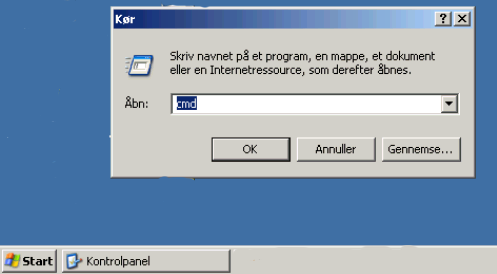 Kør
Skriv navnet på et program, en mappe, et dokument
eller en Internetressource, som derefter åbnes.
Åbn:
cmd
OK
Annuller
Gennemse...
Start
Kontrolpanel